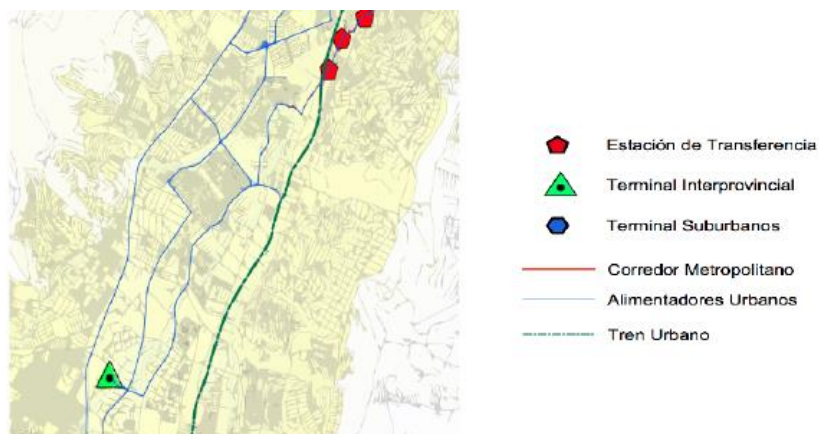 Estación de Transferencia
Terminal Interprovincial
Terminal Suburbanos
Corredor Metropolitano
Alimentadores Urbanos
Tren Urbano